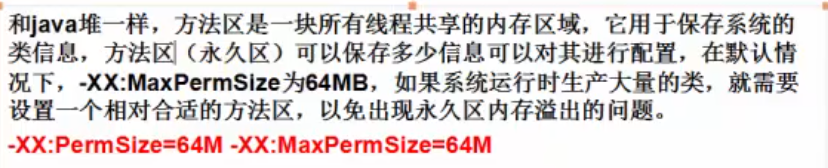 和java堆一样，方法区是一块所有线程共享的内存区域，它用于保存系统的
类信息，方法区（永久区）可以保存多少信息可以对其进行配置，在默认情
况下，-XX:MaxPermSize为64MB，如果系统运行时生产大量的类，就需要
设置一个相对合适的方法区，以免出现永久区内存溢出的问题。
-XX:PermSize=64M -XX:MaxPermSize=64M